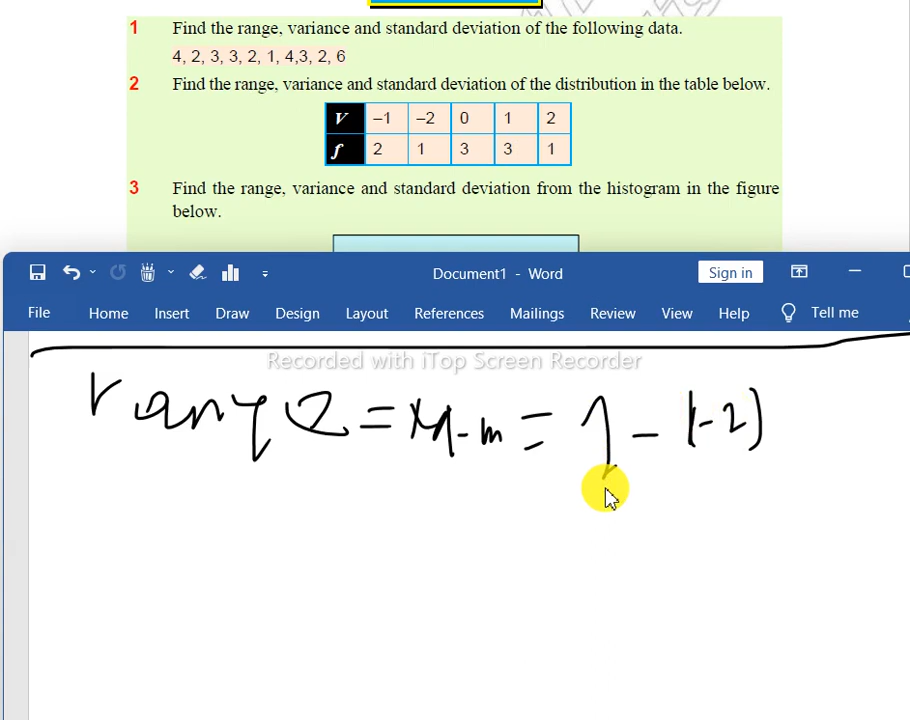 1 Find the range, variance and standard deviation of the following data.
4, 2, 3, 3, 2, 1, 4,3, 2, 6
2 Find the range, variance and standard deviation of the distribution in the table below.
V –1 –2 0 1 2
f 2 1 3 3 1
3 Find the range, variance and standard deviation from the histogram in the figure
below.
Document1 - Word Sign in
File Home Insert Draw Design Layout References Mailings Review View Help Tell me
Recorded with iTop Screen Recorder
range = M - m = 1 - (-2)